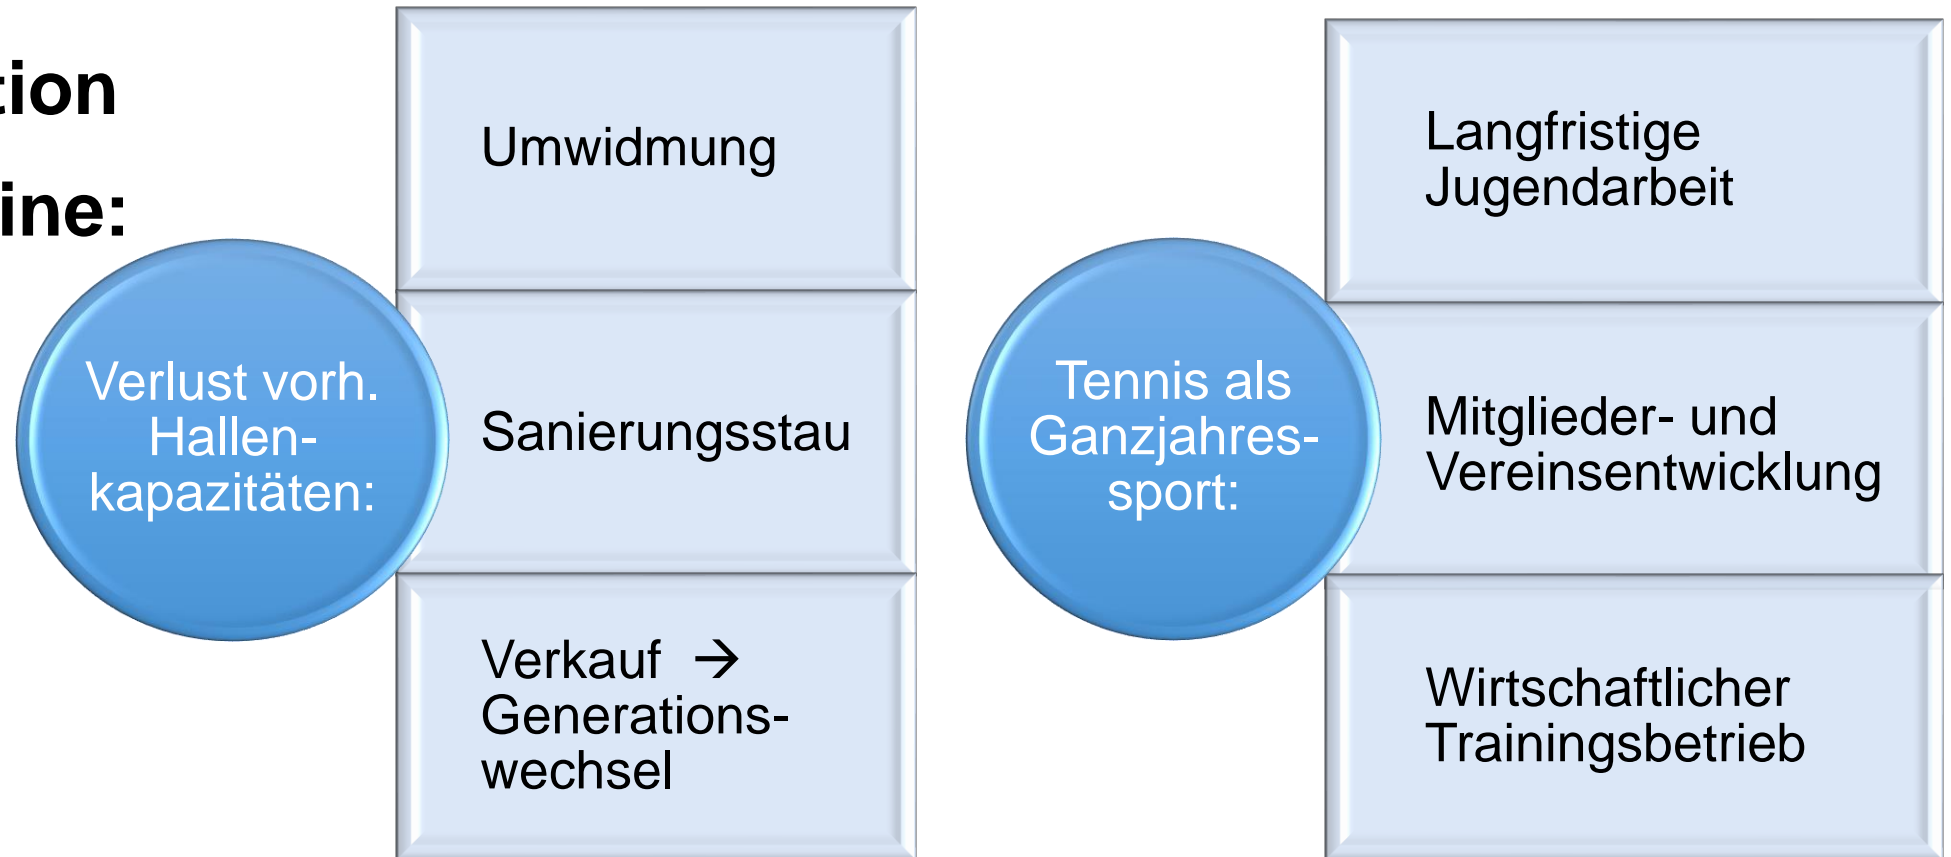 tion
ine:
Verlust vorh.
Hallen-
kapazitäten:
Umwidmung
Sanierungsstau
Verkauf →
Generations-
wechsel
Tennis als
Ganzjahres-
sport:
Langfristige
Jugendarbeit
Mitglieder- und
Vereinsentwicklung
Wirtschaftlicher
Trainingsbetrieb